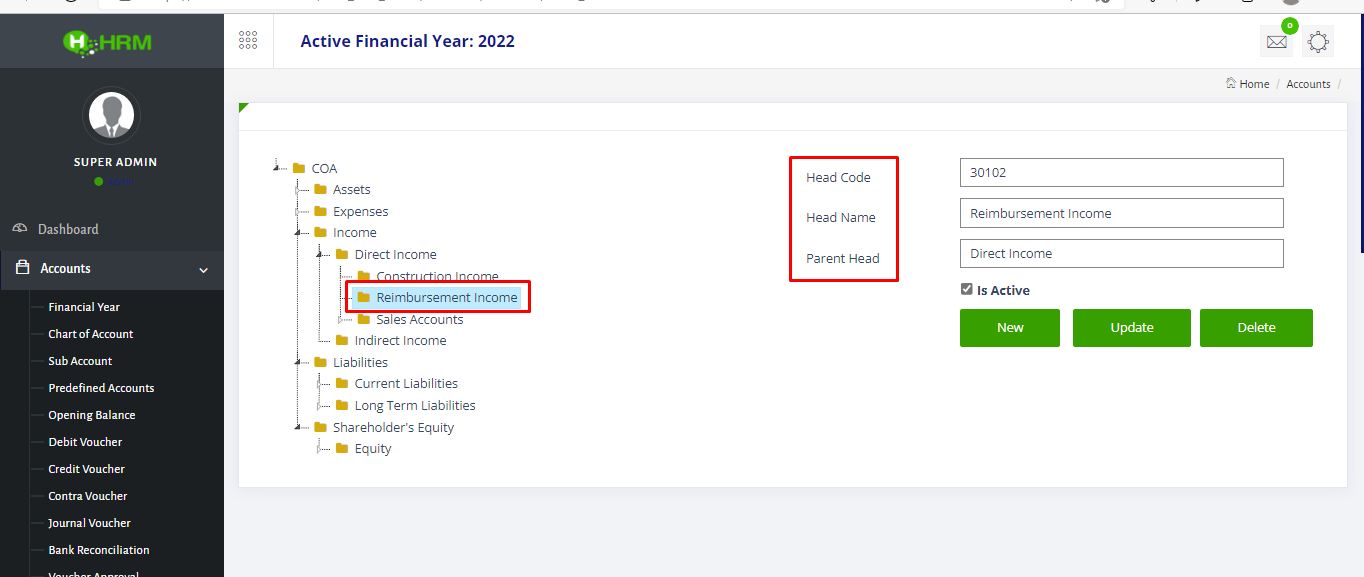 HRM
Active Financial Year: 2022
0
Home / Accounts /
SUPER ADMIN
Dashboard
Accounts
Financial Year
Chart of Account
Sub Account
Predefined Accounts
Opening Balance
Debit Voucher
Credit Voucher
Contra Voucher
Journal Voucher
Bank Reconciliation
Voucher Approval
COA
Assets
Expenses
Income
Direct Income
Construction Income
Reimbursement Income
Sales Accounts
Indirect Income
Liabilities
Current Liabilities
Long Term Liabilities
Shareholder's Equity
Equity
Head Code 30102
Head Name Reimbursement Income
Parent Head Direct Income
Is Active
New Update Delete